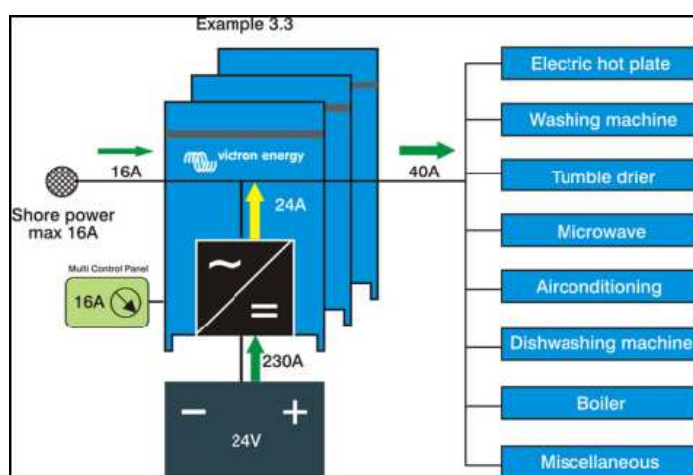 Example 3.3
victron energy
16A
40A
Shore power
max 16A
24A
Multi Control Panel
16A
230A
24V
Electric hot plate
Washing machine
Tumble drier
Microwave
Airconditioning
Dishwashing machine
Boiler
Miscellaneous